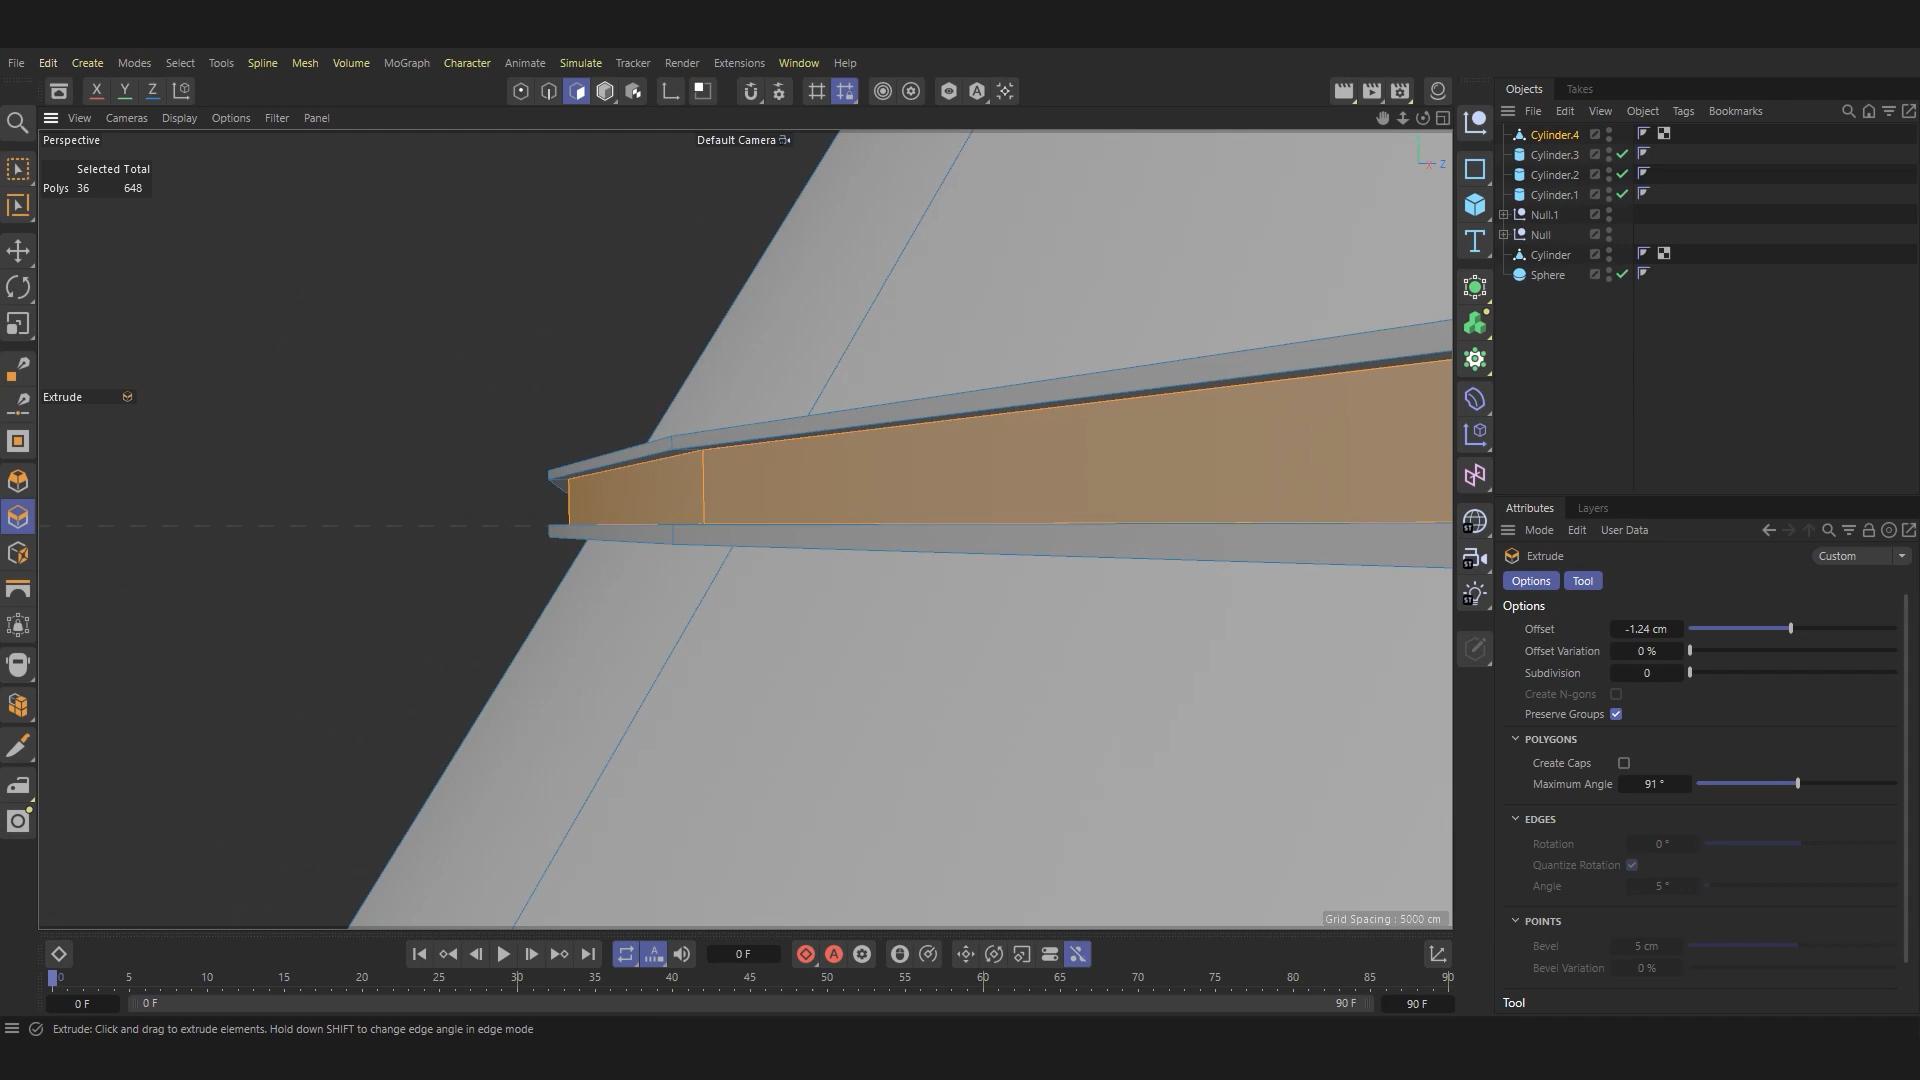 File Edit Create Modes Select Tools Spline Mesh Volume MoGraph Character Animate Simulate Tracker Render Extensions Window Help
X Y Z
View Cameras Display Options Filter Panel
Perspective
Default Camera
Z
Selected Total
Polys 36 648
Extrude
Grid Spacing : 5000 cm
Objects Takes
File Edit View Object Tags Bookmarks
Cylinder.4
Cylinder.3
Cylinder.2
Cylinder.1
Null.1
Null
Cylinder
Sphere
Attributes Layers
Mode Edit User Data
Extrude Custom
Options Tool
Options
Offset -1.24 cm
Offset Variation 0 %
Subdivision 0
Create N-gons
Preserve Groups
POLYGONS
Create Caps
Maximum Angle 91 °
EDGES
Rotation 0 °
Quantize Rotation
Angle 5 °
POINTS
Bevel 5 cm
Bevel Variation 0 %
Tool
0 F
0 5 10 15 20 25 30 35 40 45 50 55 60 65 70 75 80 85 90
0 F 0 F 90 F 90 F
Extrude: Click and drag to extrude elements. Hold down SHIFT to change edge angle in edge mode